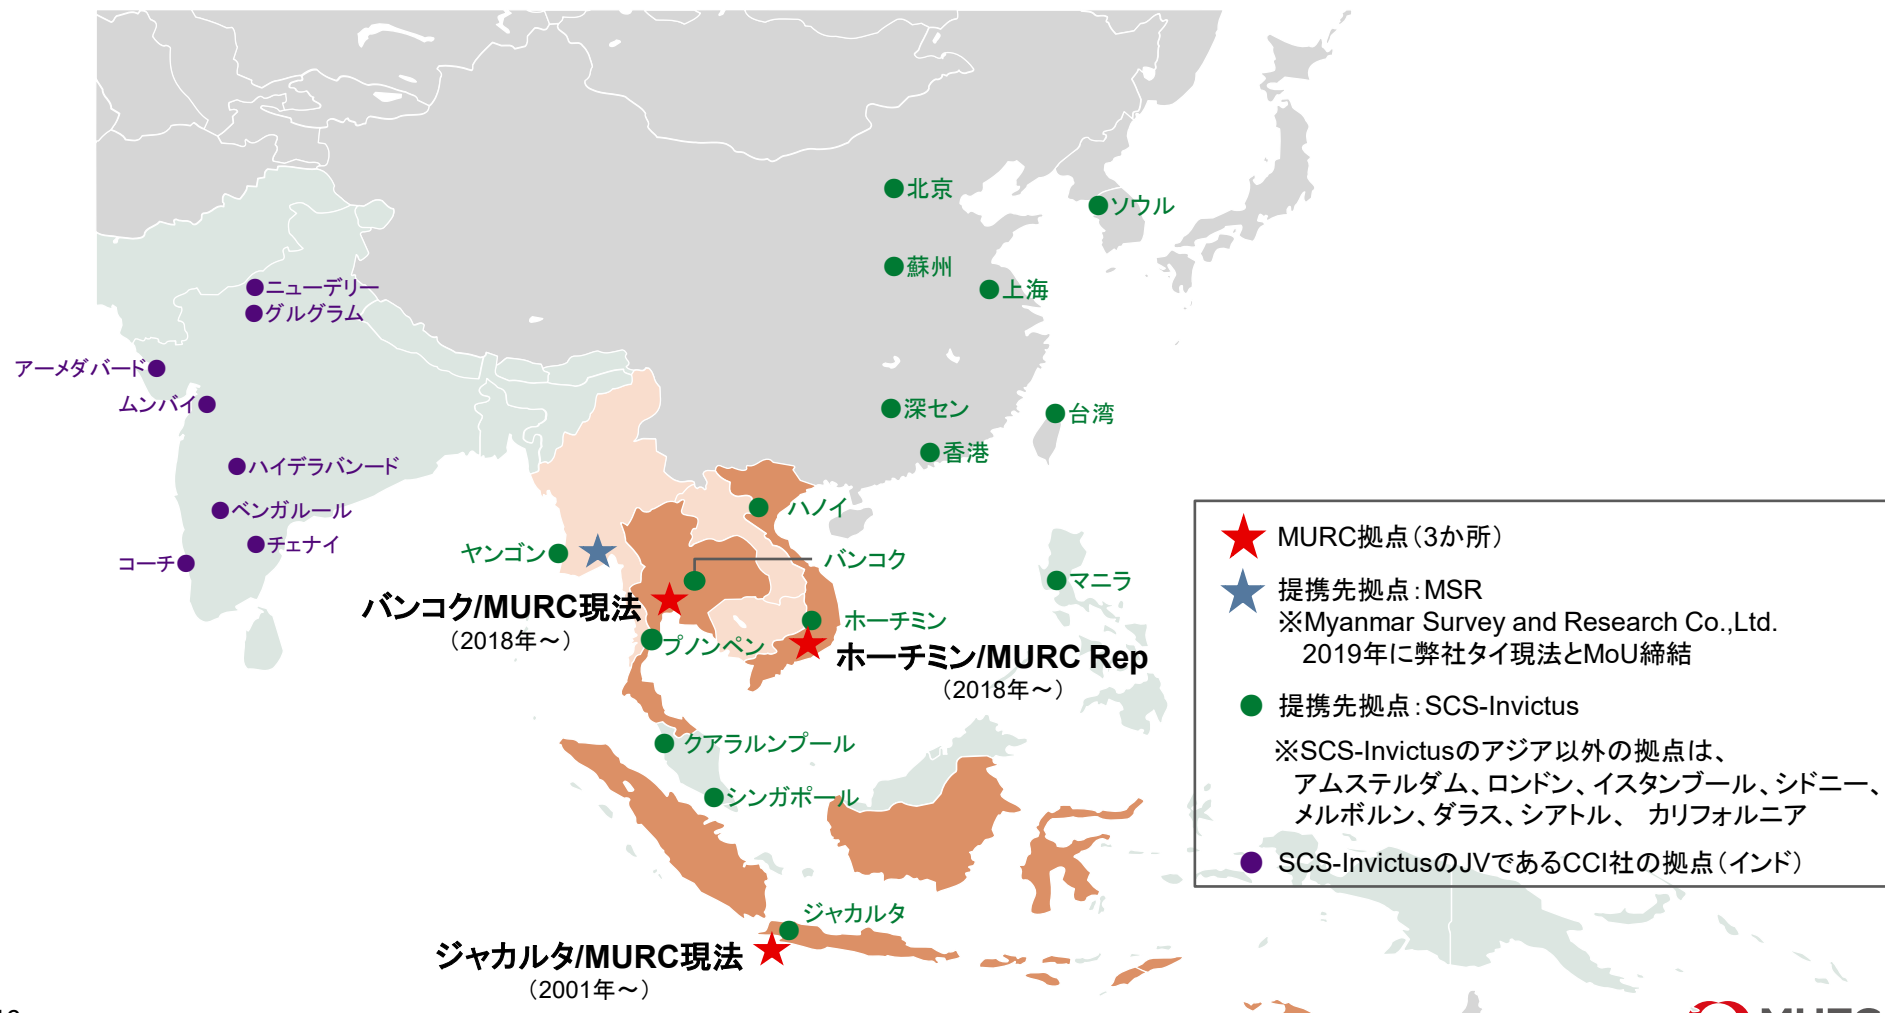 北京
ソウル
蘇州
上海
ニューデリー
グルグラム
アーメダバード
ムンバイ
深セン
台湾
香港
ハイデラバンード
ベンガルール
チェナイ
コーチ
ハノイ
ヤンゴン
バンコク
マニラ
バンコク/MURC現法
（2018年～）
ホーチミン
プノンペン
ホーチミン/MURC Rep
（2018年～）
クアラルンプール
シンガポール
ジャカルタ
ジャカルタ/MURC現法
（2001年～）
MURC拠点（3か所）
提携先拠点：MSR
※Myanmar Survey and Research Co.,Ltd.
2019年に弊社タイ現法とMoU締結
提携先拠点：SCS-Invictus
※SCS-Invictusのアジア以外の拠点は、
アムステルダム、ロンドン、イスタンブール、シドニー、
メルボルン、ダラス、シアトル、 カリフォルニア
SCS-InvictusのJVであるCCI社の拠点（インド）